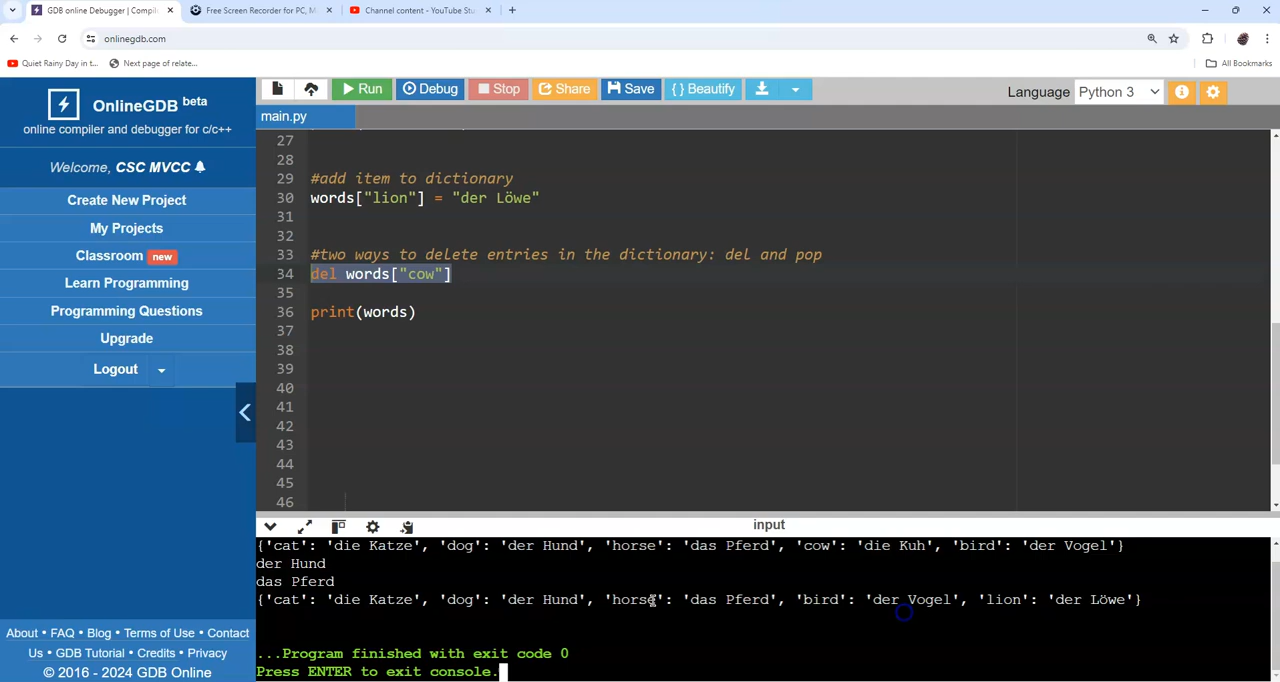 GDB online Debugger | Compil
Free Screen Recorder for PC, M
Channel content - YouTube Stu
onlinegdb.com
Quiet Rainy Day in t...
Next page of relate...
All Bookmarks
OnlineGDB beta
online compiler and debugger for c/c++
Welcome, CSC MVCC
Create New Project
My Projects
Classroom new
Learn Programming
Programming Questions
Upgrade
Logout
About • FAQ • Blog • Terms of Use • Contact
Us • GDB Tutorial • Credits • Privacy
© 2016 - 2024 GDB Online
Run Debug Stop Share Save { } Beautify
Language Python 3
main.py
27
28
29 #add item to dictionary
30 words["lion"] = "der Löwe"
31
32
33 #two ways to delete entries in the dictionary: del and pop
34 del words["cow"]
35
36 print(words)
37
38
39
40
41
42
43
44
45
46
input
{'cat': 'die Katze', 'dog': 'der Hund', 'horse': 'das Pferd', 'cow': 'die Kuh', 'bird': 'der Vogel'}
der Hund
das Pferd
{'cat': 'die Katze', 'dog': 'der Hund', 'horse': 'das Pferd', 'bird': 'der Vogel', 'lion': 'der Löwe'}
...Program finished with exit code 0
Press ENTER to exit console.